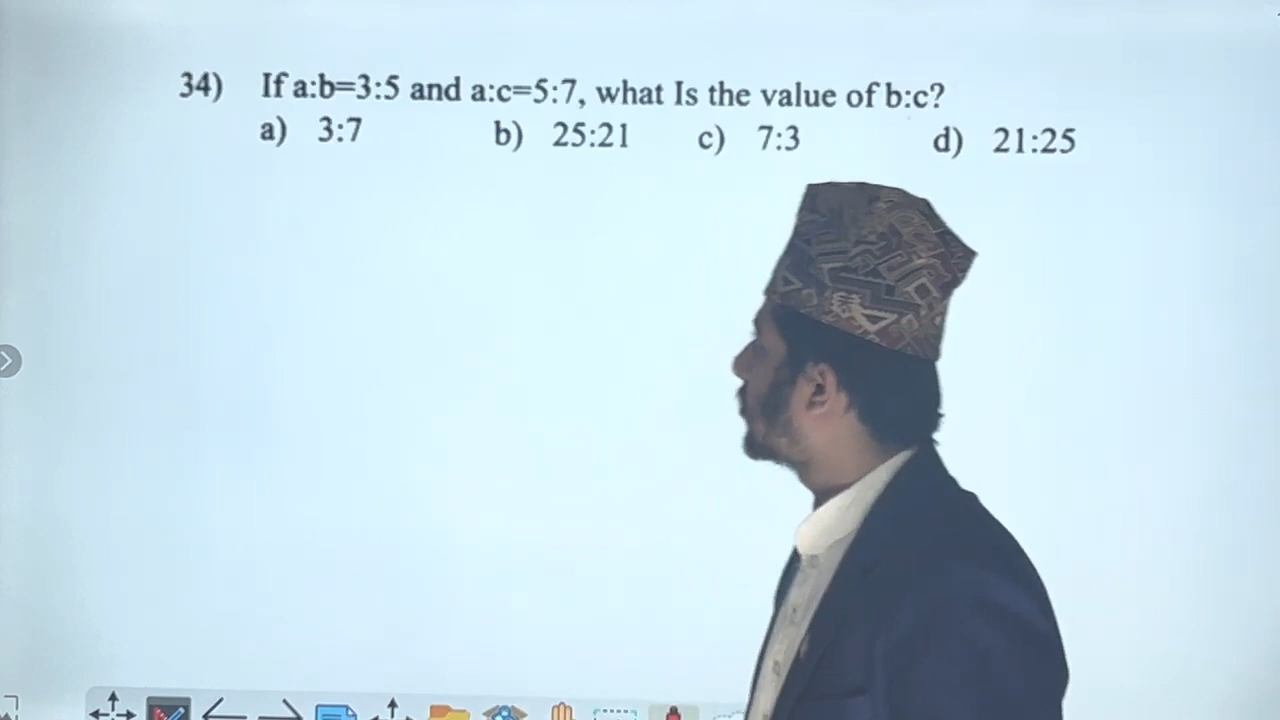 34) If a:b=3:5 and a:c=5:7, what Is the value of b:c?
a) 3:7 b) 25:21 c) 7:3 d) 21:25